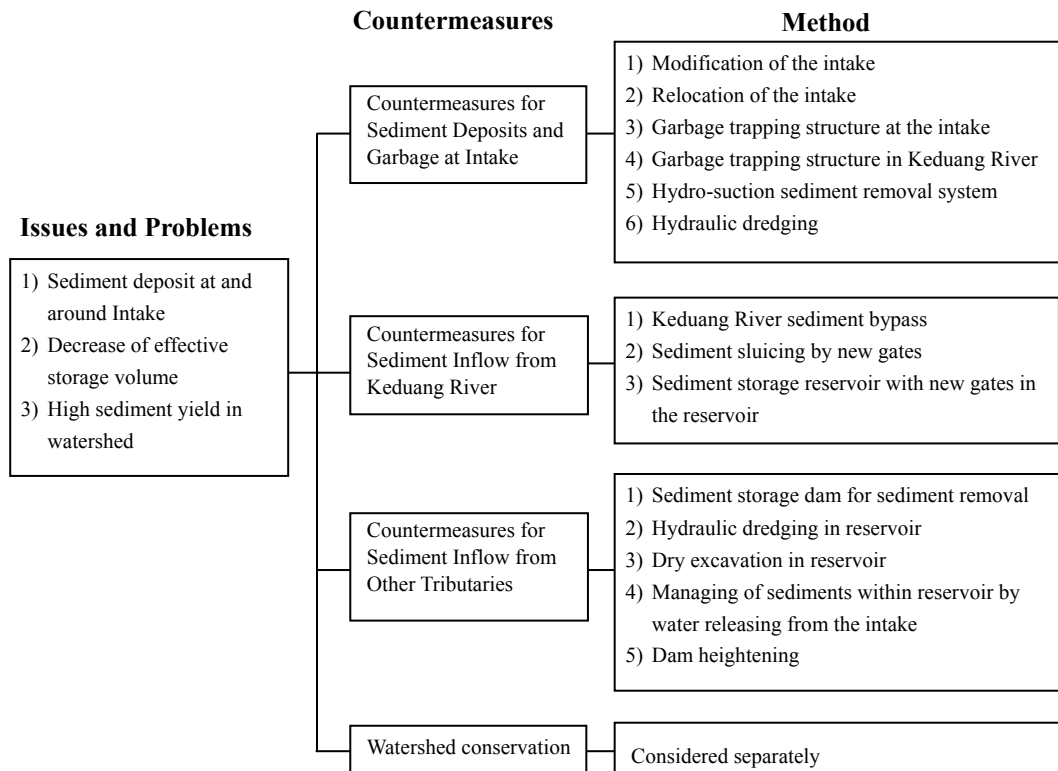 Countermeasures
Method
Issues and Problems
1) Sediment deposit at and
around Intake
2) Decrease of effective
storage volume
3) High sediment yield in
watershed
Countermeasures for
Sediment Deposits and
Garbage at Intake
1) Modification of the intake
2) Relocation of the intake
3) Garbage trapping structure at the intake
4) Garbage trapping structure in Keduang River
5) Hydro-suction sediment removal system
6) Hydraulic dredging
Countermeasures for
Sediment Inflow from
Keduang River
1) Keduang River sediment bypass
2) Sediment sluicing by new gates
3) Sediment storage reservoir with new gates in
the reservoir
Countermeasures for
Sediment Inflow from
Other Tributaries
1) Sediment storage dam for sediment removal
2) Hydraulic dredging in reservoir
3) Dry excavation in reservoir
4) Managing of sediments within reservoir by
water releasing from the intake
5) Dam heightening
Watershed conservation
Considered separately